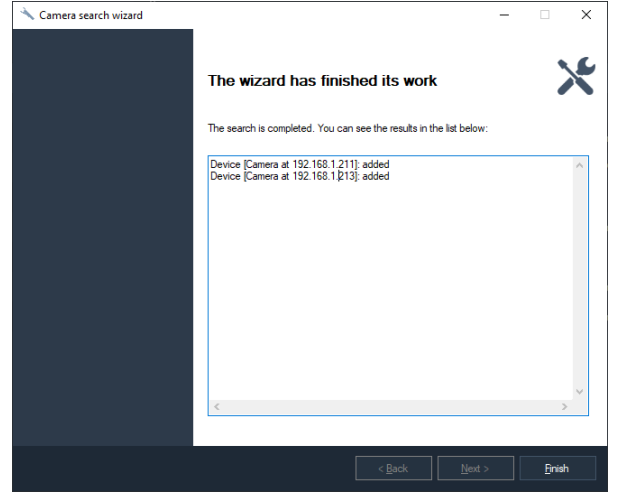 Camera search wizard
The wizard has finished its work
The search is completed. You can see the results in the list below:
Device [Camera at 192.168.1.211]: added
Device [Camera at 192.168.1.213]: added
< Back
Next >
Finish